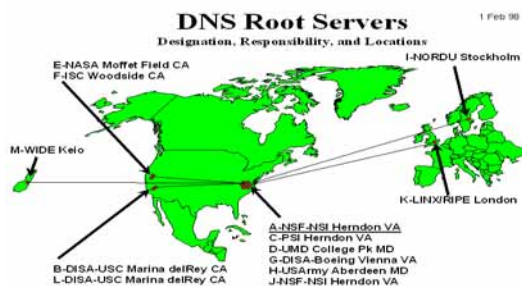 DNS Root Servers
1 Feb 98
Designation, Responsibility, and Locations
E-NASA Moffet Field CA
F-ISC Woodside CA
I-NORDU Stockholm
M-WIDE Keio
K-LINX/RIPE London
A-NSF-NSI Herndon VA
C-PSI Herndon VA
D-UMD College Pk MD
G-DISA-Boeing Vienna VA
H-USArmy Aberdeen MD
J-NSF-NSI Herndon VA
B-DISA-USC Marina delRey CA
L-DISA-USC Marina delRey CA